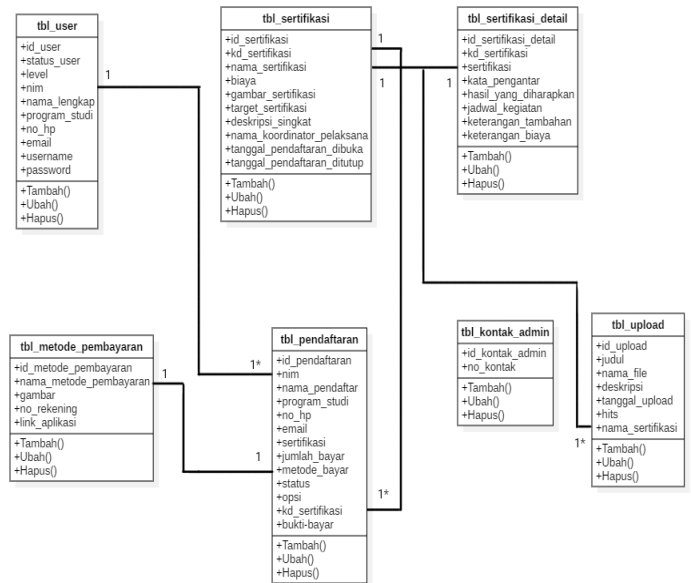 tbl_user
+id_user
+status_user
+level
+nim
+nama_lengkap
+program_studi
+no_hp
+email
+username
+password
+Tambah()
+Ubah()
+Hapus()
1
tbl_sertifikasi
+id_sertifikasi
+kd_sertifikasi
+nama_sertifikasi
+biaya
+gambar_sertifikasi
+target_sertifikasi
+deskripsi_singkat
+nama_koordinator_pelaksana
+tanggal_pendaftaran_dibuka
+tanggal_pendaftaran_ditutup
+Tambah()
+Ubah()
+Hapus()
1
1
1
tbl_sertifikasi_detail
+id_sertifikasi_detail
+kd_sertifikasi
+sertifikasi
+kata_pengantar
+hasil_yang_diharapkan
+jadwal_kegiatan
+keterangan_tambahan
+keterangan_biaya
+Tambah()
+Ubah()
+Hapus()
tbl_metode_pembayaran
+id_metode_pembayaran
+nama_metode_pembayaran
+gambar
+no_rekening
+link_aplikasi
+Tambah()
+Ubah()
+Hapus()
1
1*
1
tbl_pendaftaran
+id_pendaftaran
+nim
+nama_pendaftar
+program_studi
+no_hp
+email
+sertifikasi
+jumlah_bayar
+metode_bayar
+status
+opsi
+kd_sertifikasi
+bukti-bayar
+Tambah()
+Ubah()
+Hapus()
1*
tbl_kontak_admin
+id_kontak_admin
+no_kontak
+Tambah()
+Ubah()
+Hapus()
tbl_upload
+id_upload
+judul
+nama_file
+deskripsi
+tanggal_upload
+hits
+nama_sertifikasi
+Tambah()
+Ubah()
+Hapus()
1*